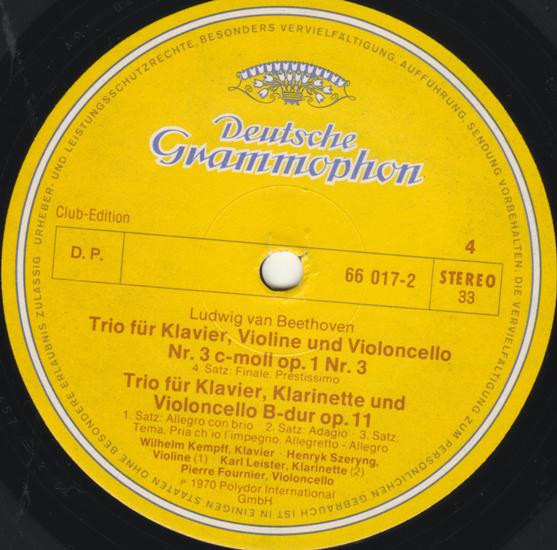 URHEBER- UND LEISTUNGSSCHUTZRECHTE, BESONDERS VERVIELFÄLTIGUNG, AUFFÜHRUNG, SENDUNG VORBEHALTEN. DIE VERVIELFÄLTIGUNG ZUM PERSÖNLICHEN GEBRAUCH IST IN EINIGEN STAATEN OHNE BESONDERE ERLAUBNIS ZULÄSSIG ·
Deutsche
Grammophon
Club-Edition
4
D. P.
66 017-2
STEREO
33
Ludwig van Beethoven
Trio für Klavier, Violine und Violoncello
Nr. 3 c-moll op. 1 Nr. 3
4. Satz: Finale. Prestissimo
Trio für Klavier, Klarinette und
Violoncello B-dur op. 11
1. Satz: Allegro con brio · 2. Satz: Adagio · 3. Satz:
Tema. Pria ch'io l'impegno. Allegretto - Allegro
Wilhelm Kempff, Klavier · Henryk Szeryng,
Violine (1) · Karl Leister, Klarinette (2)
Pierre Fournier, Violoncello
℗ 1970 Polydor International
GmbH